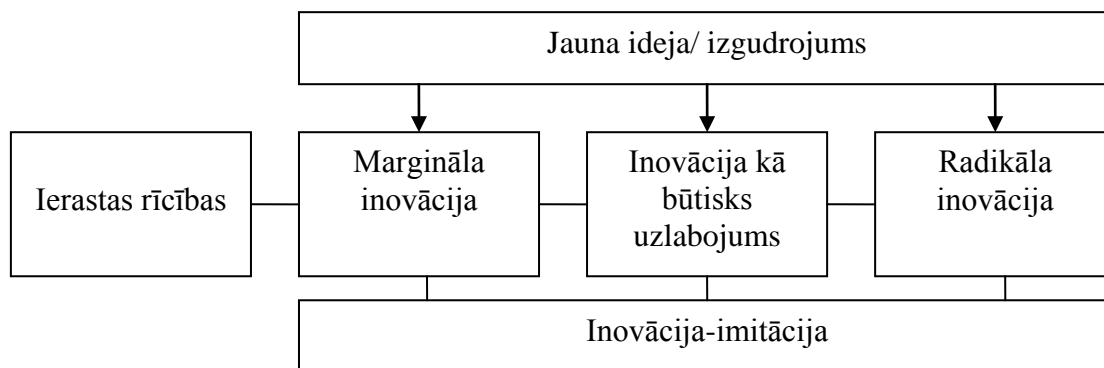 Jauna ideja/ izgudrojums
Ierastas rīcības
Margināla
inovācija
Inovācija kā
būtisks
uzlabojums
Radikāla
inovācija
Inovācija-imitācija